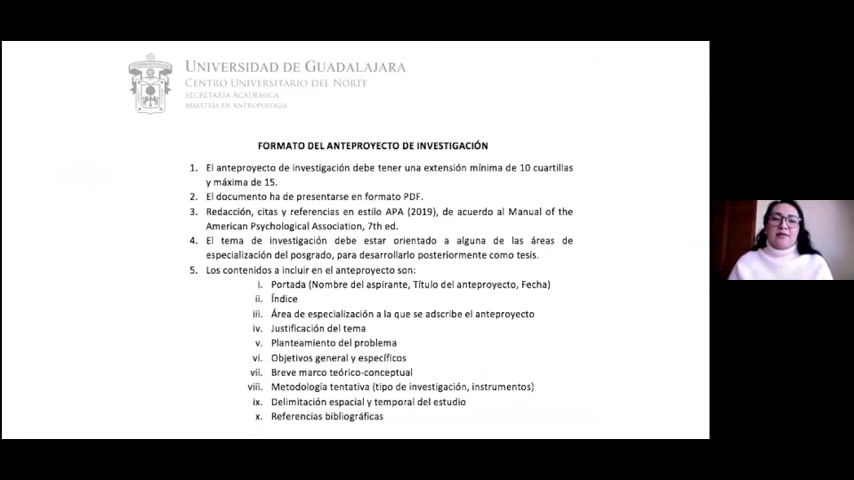 UNIVERSIDAD DE GUADALAJARA
CENTRO UNIVERSITARIO DEL NORTE
SECRETARÍA ACADÉMICA
MAESTRÍA EN ANTROPOLOGÍA
FORMATO DEL ANTEPROYECTO DE INVESTIGACIÓN
1. El anteproyecto de investigación debe tener una extensión mínima de 10 cuartillas
y máxima de 15.
2. El documento ha de presentarse en formato PDF.
3. Redacción, citas y referencias en estilo APA (2019), de acuerdo al Manual of the
American Psychological Association, 7th ed.
4. El tema de investigación debe estar orientado a alguna de las áreas de
especialización del posgrado, para desarrollarlo posteriormente como tesis.
5. Los contenidos a incluir en el anteproyecto son:
i. Portada (Nombre del aspirante, Título del anteproyecto, Fecha)
ii. Índice
iii. Área de especialización a la que se adscribe el anteproyecto
iv. Justificación del tema
v. Planteamiento del problema
vi. Objetivos general y específicos
vii. Breve marco teórico-conceptual
viii. Metodología tentativa (tipo de investigación, instrumentos)
ix. Delimitación espacial y temporal del estudio
x. Referencias bibliográficas